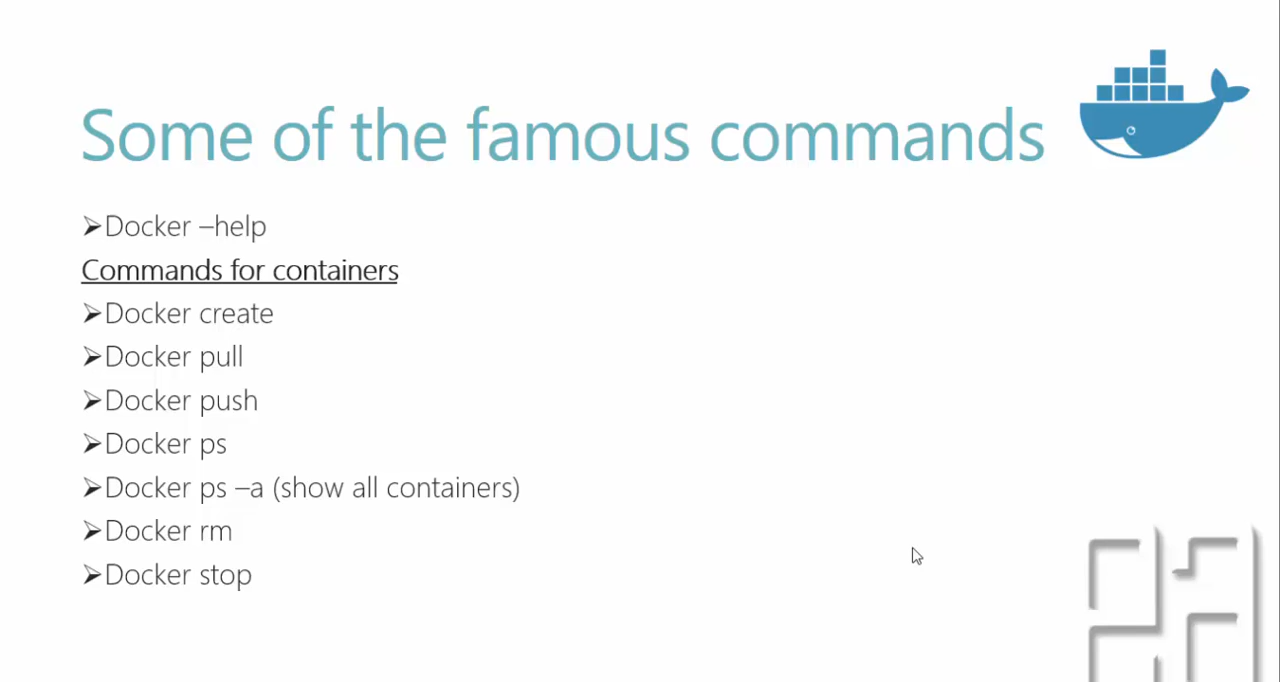 Some of the famous commands
➢Docker –help
Commands for containers
➢Docker create
➢Docker pull
➢Docker push
➢Docker ps
➢Docker ps –a (show all containers)
➢Docker rm
➢Docker stop